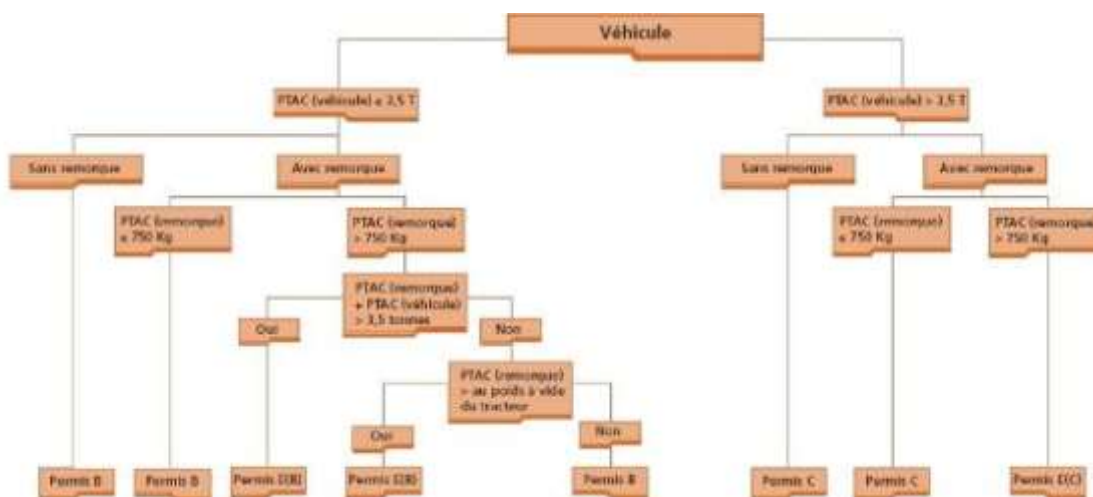 Véhicule
PTAC (véhicule) ≤ 3,5 T
PTAC (véhicule) > 3,5 T
Sans remorque
Avec remorque
Sans remorque
Avec remorque
PTAC (remorque)
≤ 750 Kg
PTAC (remorque)
> 750 Kg
PTAC (remorque)
≤ 750 Kg
PTAC (remorque)
> 750 Kg
PTAC (remorque)
+ PTAC (véhicule)
> 3,5 tonnes
Oui
Non
PTAC (remorque)
> au poids à vide
du tracteur
Oui
Non
Permis B
Permis B
Permis E(B)
Permis E(B)
Permis B
Permis C
Permis C
Permis E(C)